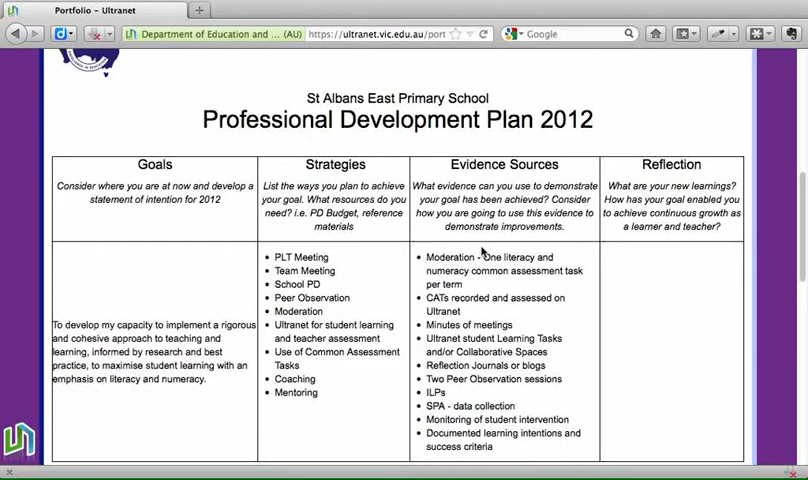 Portfolio – Ultranet
Department of Education and ... (AU)
https://ultranet.vic.edu.au/port
Google
St Albans East Primary School
Professional Development Plan 2012
Goals
Consider where you are at now and develop a
statement of intention for 2012
Strategies
List the ways you plan to achieve
your goal. What resources do you
need? i.e. PD Budget, reference
materials
Evidence Sources
What evidence can you use to demonstrate
your goal has been achieved? Consider
how you are going to use this evidence to
demonstrate improvements.
Reflection
What are your new learnings?
How has your goal enabled you
to achieve continuous growth as
a learner and teacher?
To develop my capacity to implement a rigorous
and cohesive approach to teaching and
learning, informed by research and best
practice, to maximise student learning with an
emphasis on literacy and numeracy.
• PLT Meeting
• Team Meeting
• School PD
• Peer Observation
• Moderation
• Ultranet for student learning
and teacher assessment
• Use of Common Assessment
Tasks
• Coaching
• Mentoring
• Moderation - One literacy and
numeracy common assessment task
per term
• CATs recorded and assessed on
Ultranet
• Minutes of meetings
• Ultranet student Learning Tasks
and/or Collaborative Spaces
• Reflection Journals or blogs
• Two Peer Observation sessions
• ILPs
• SPA - data collection
• Monitoring of student intervention
• Documented learning intentions and
success criteria